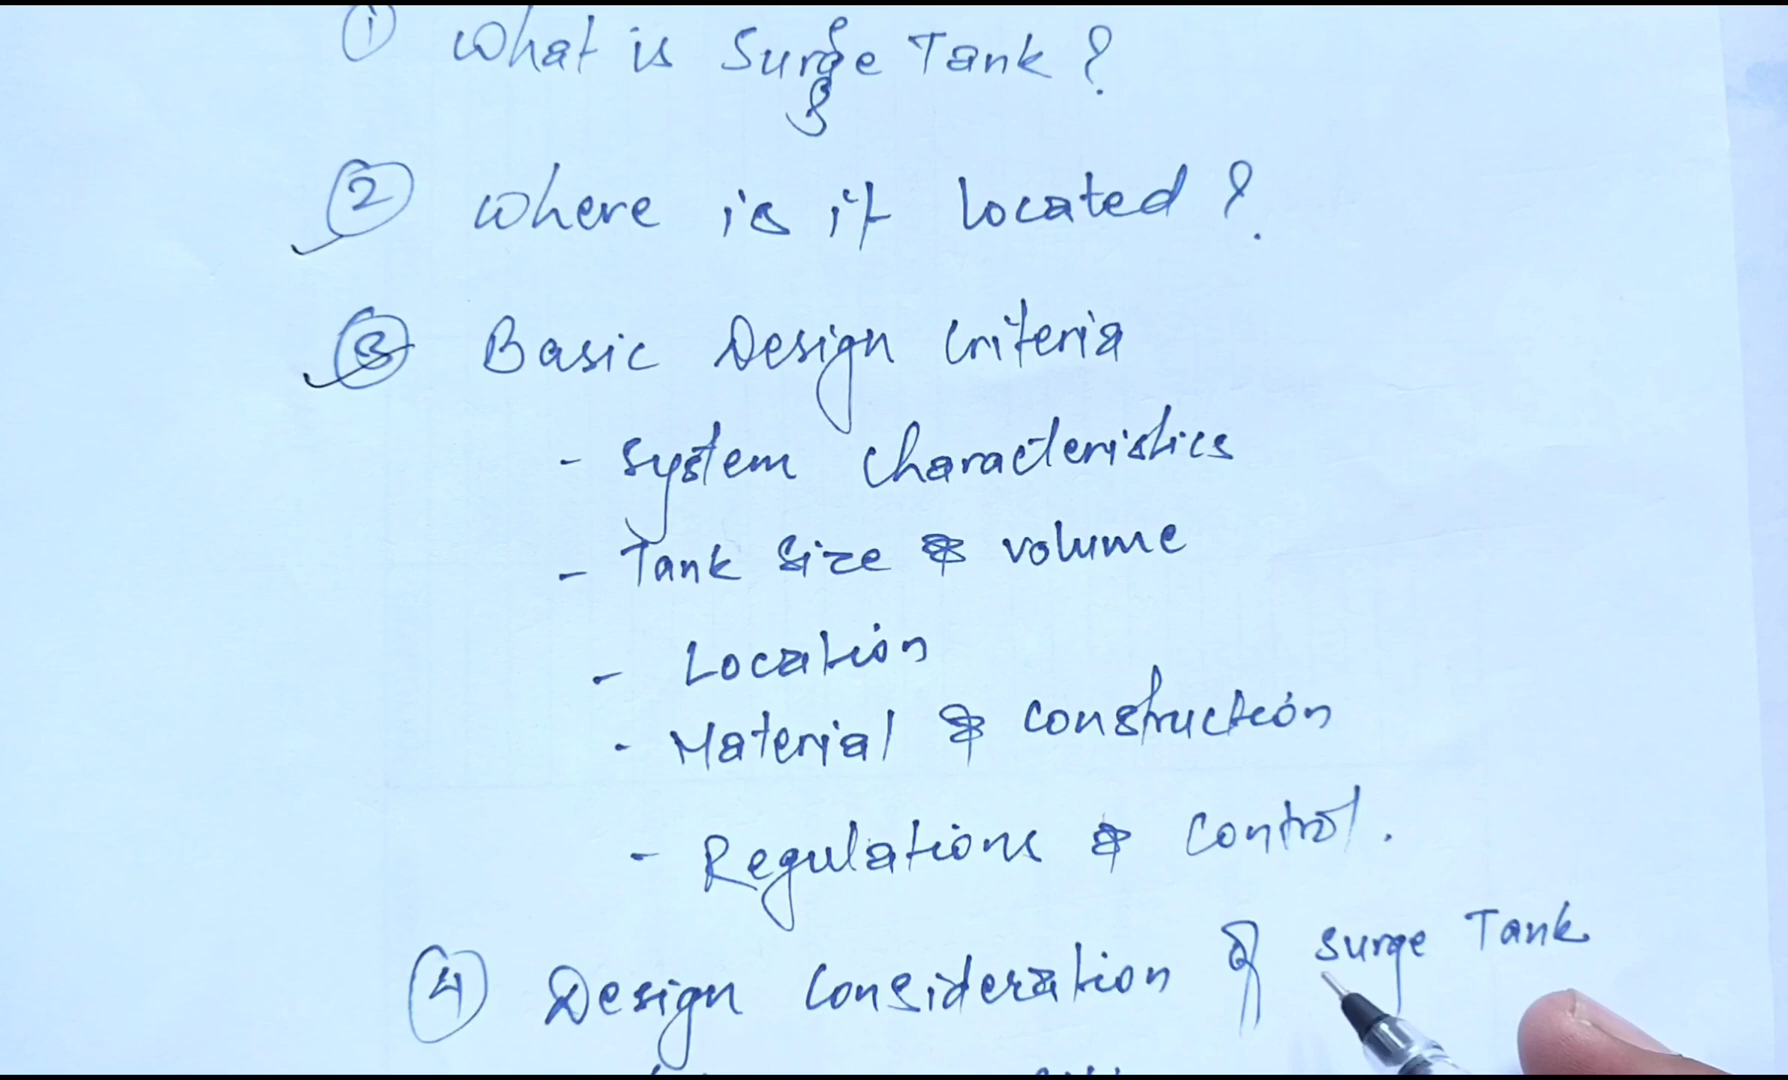 ① What is Surge Tank?
② Where is it located?
③ Basic Design Criteria
- System characteristics
- Tank size & volume
- Location
- Material & construction
- Regulations & control.
④ Design Consideration of Surge Tank